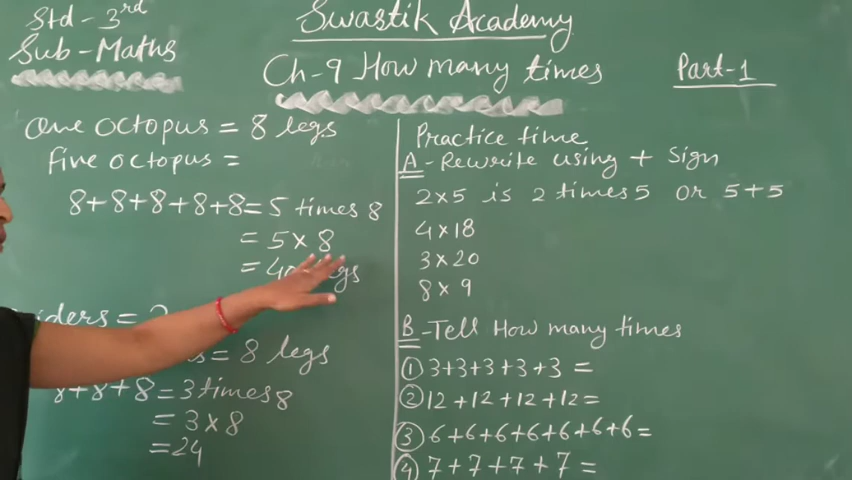 Std - 3rd
Sub - Maths
Swastik Academy
Ch-9 How many times
Part-1
One octopus = 8 legs
five octopus =
8+8+8+8+8 = 5 times 8
= 5 × 8
= 40 legs
= 8 legs
8+8+8 = 3 times 8
= 3 × 8
= 24
Practice time
A - Rewrite using + Sign
2×5 is 2 times 5 or 5+5
4 × 18
3 × 20
8 × 9
B - Tell How many times
① 3+3+3+3+3 =
② 12+12+12+12 =
③ 6+6+6+6+6+6+6 =
④ 7+7+7+7 =